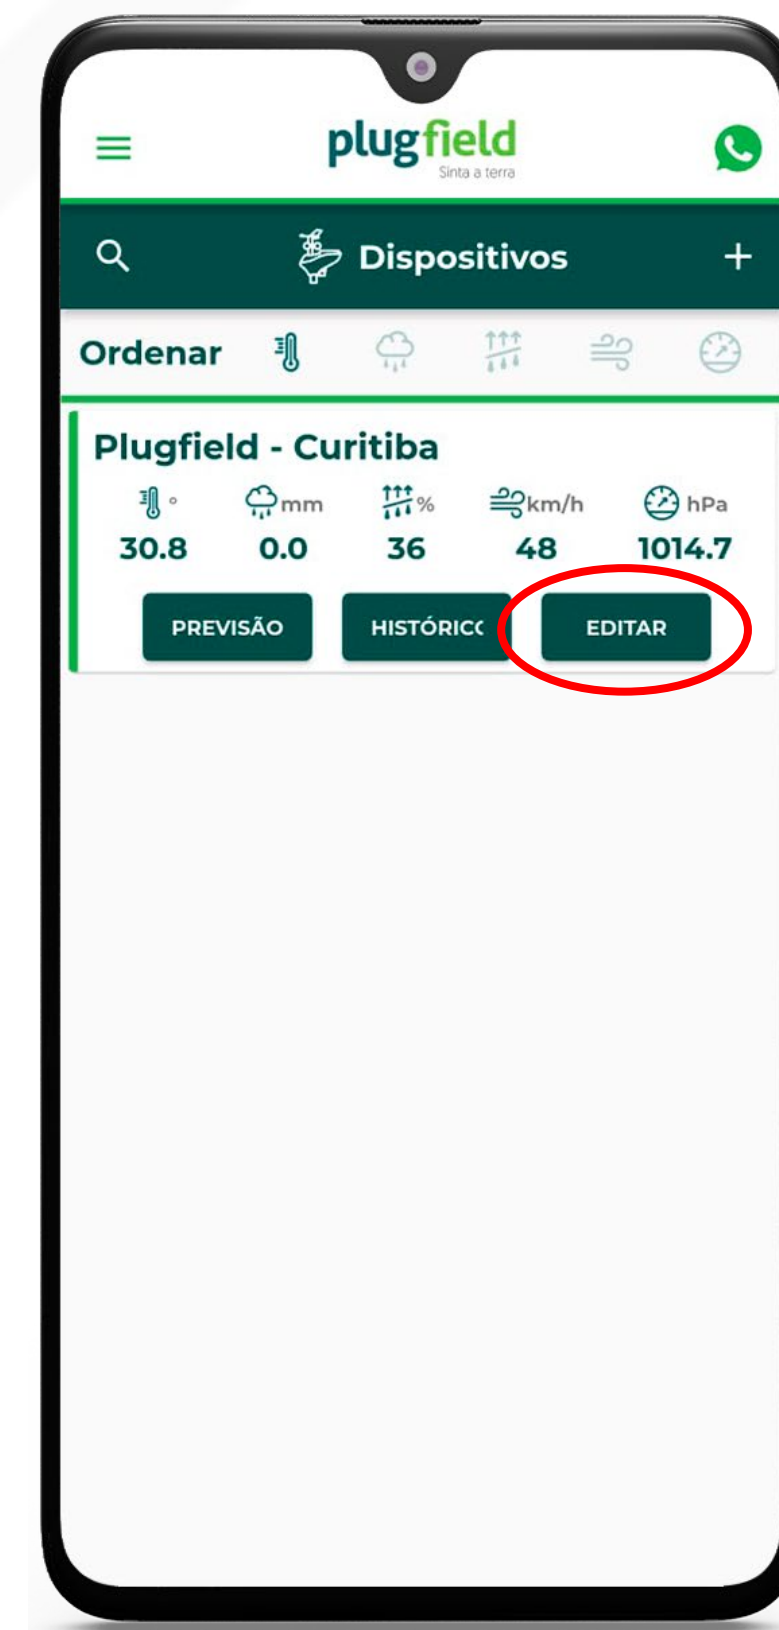 plugfield
Sinta a terra
Dispositivos
Ordenar
Plugfield - Curitiba
° mm % km/h hPa
30.8 0.0 36 48 1014.7
PREVISÃO HISTÓRICO EDITAR